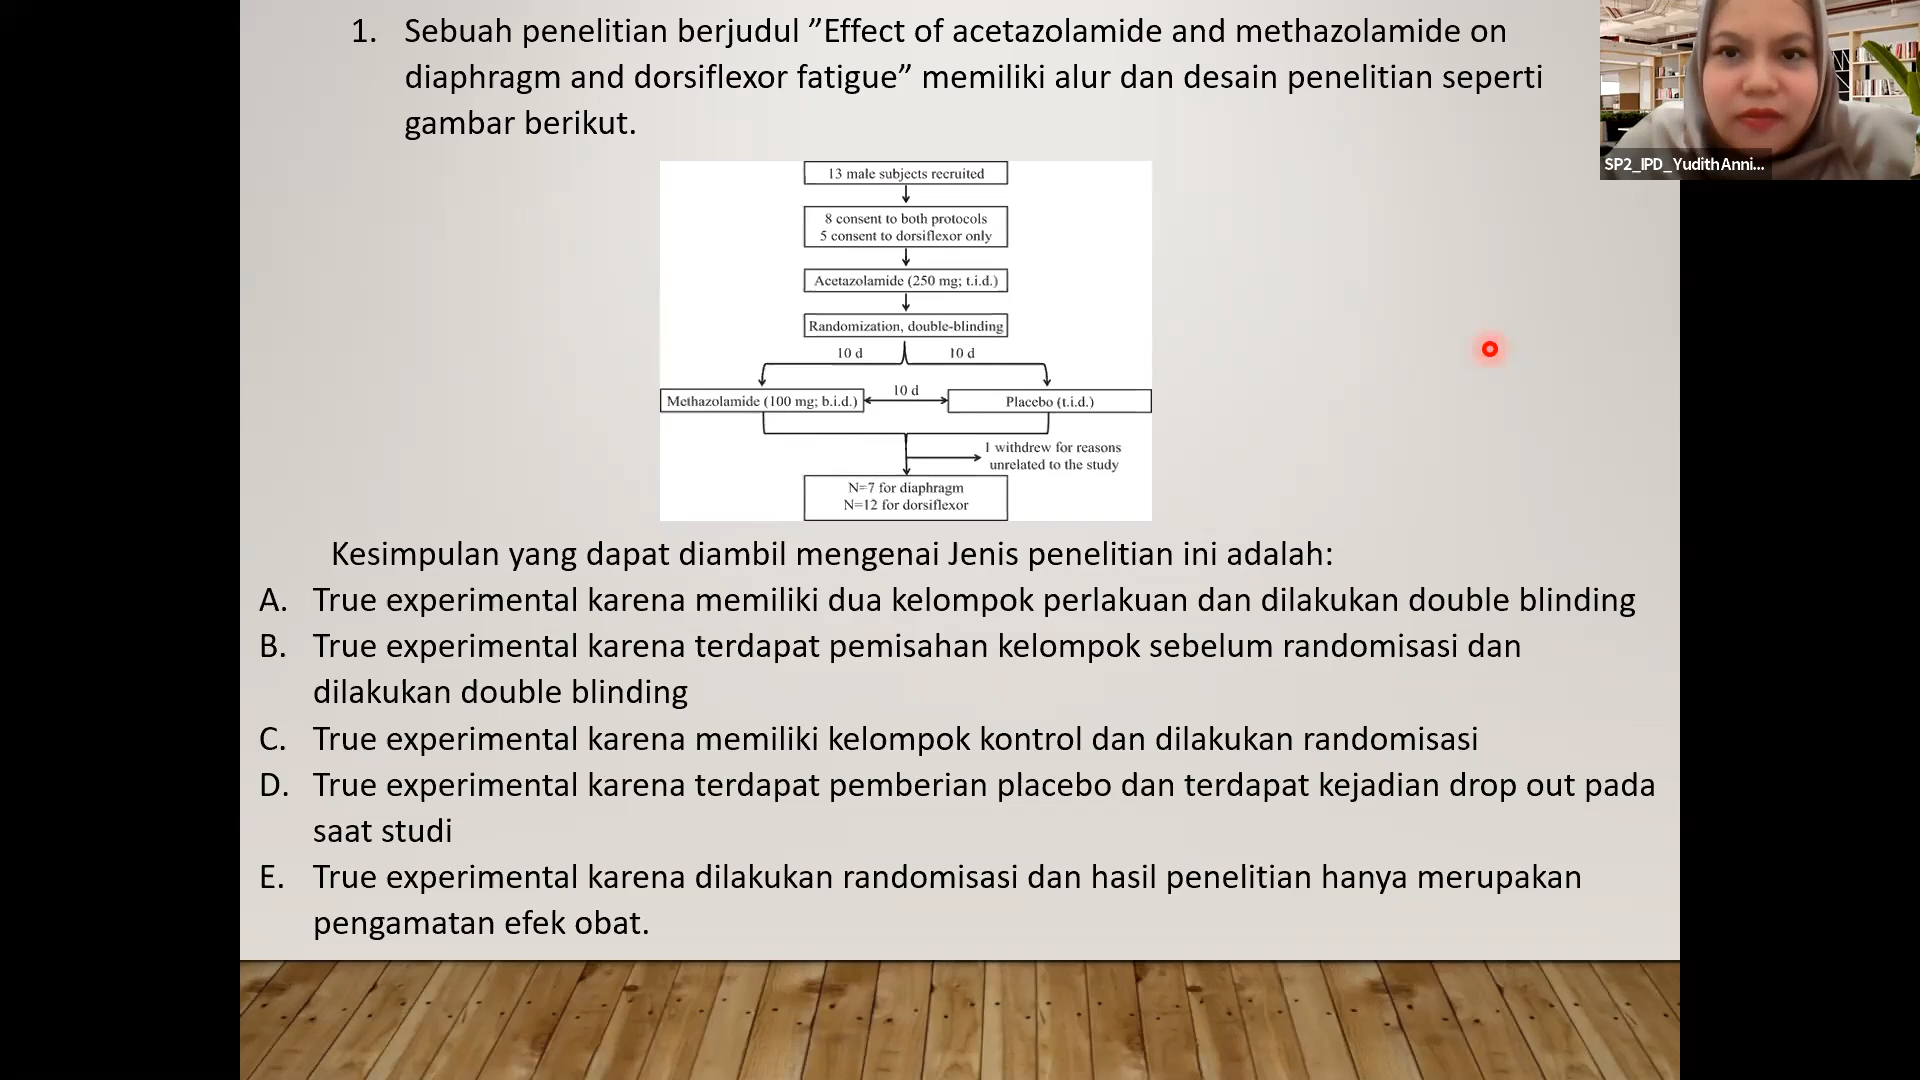 1. Sebuah penelitian berjudul ”Effect of acetazolamide and methazolamide on
diaphragm and dorsiflexor fatigue” memiliki alur dan desain penelitian seperti
gambar berikut.
SP2_IPD_Yudith Anni...
13 male subjects recruited
8 consent to both protocols
5 consent to dorsiflexor only
Acetazolamide (250 mg; t.i.d.)
Randomization, double-blinding
10 d 10 d
Methazolamide (100 mg; b.i.d.) 10 d Placebo (t.i.d.)
1 withdrew for reasons
unrelated to the study
N=7 for diaphragm
N=12 for dorsiflexor
Kesimpulan yang dapat diambil mengenai Jenis penelitian ini adalah:
A. True experimental karena memiliki dua kelompok perlakuan dan dilakukan double blinding
B. True experimental karena terdapat pemisahan kelompok sebelum randomisasi dan
dilakukan double blinding
C. True experimental karena memiliki kelompok kontrol dan dilakukan randomisasi
D. True experimental karena terdapat pemberian placebo dan terdapat kejadian drop out pada
saat studi
E. True experimental karena dilakukan randomisasi dan hasil penelitian hanya merupakan
pengamatan efek obat.